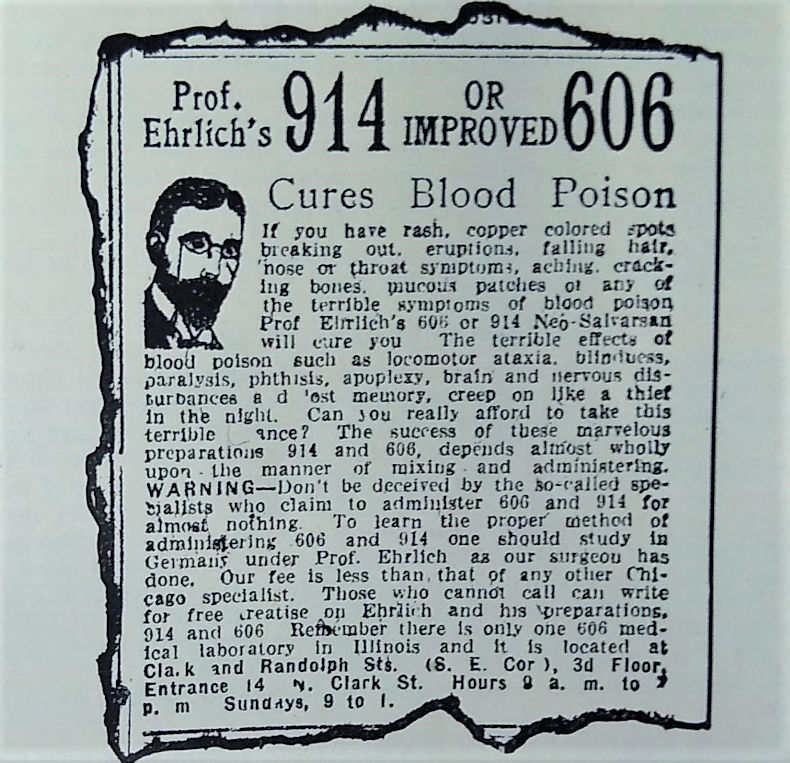 Prof.
Ehrlich's 914 OR
IMPROVED 606
Cures Blood Poison
If you have rash, copper colored spots
breaking out, eruptions, falling hair,
nose or throat symptoms, aching, crack-
ing bones, mucous patches or any of
the terrible symptoms of blood poison
Prof Ehrlich's 606 or 914 Neo-Salvarsan
will cure you The terrible effects of
blood poison such as locomotor ataxia, blindness,
paralysis, phthisis, apoplexy, brain and nervous dis-
turbances a d 'ost memory, creep on like a thief
in the night. Can you really afford to take this
terrible ance? The success of these marvelous
preparations 914 and 606, depends almost wholly
upon the manner of mixing and administering.
WARNING—Don't be deceived by the so-called spe-
cialists who claim to administer 606 and 914 for
almost nothing. To learn the proper method of
administering 606 and 914 one should study in
Germany under Prof. Ehrlich as our surgeon has
done. Our fee is less than that of any other Chi-
cago specialist. Those who cannot call can write
for free treatise on Ehrlich and his preparations,
914 and 606 Remember there is only one 606 med-
ical laboratory in Illinois and it is located at
Cla.k and Randolph Sts. (S. E. Cor ), 3d Floor,
Entrance 14 N. Clark St. Hours 9 a. m. to
p. m Sundays, 9 to 1.